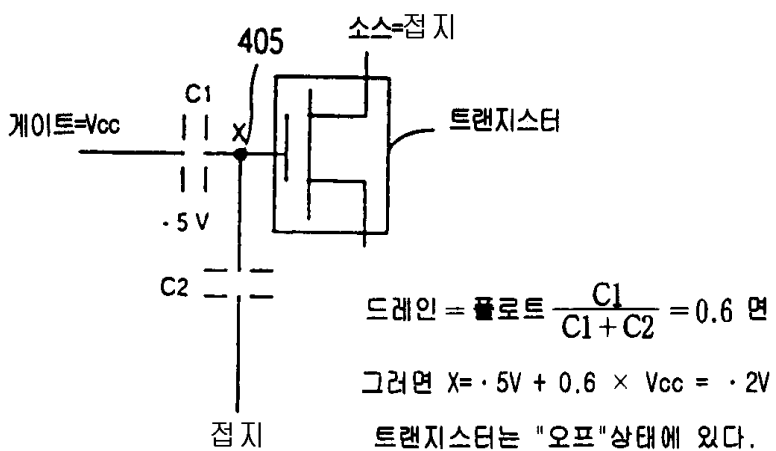 소스=접지
405
C1
게이트=Vcc
X
트랜지스터
· 5 V
C2
드레인 = 플로트 C1 / C1 + C2 = 0.6 면
그러면 X= · 5V + 0.6 × Vcc = · 2V
접지
트랜지스터는 "오프"상태에 있다.